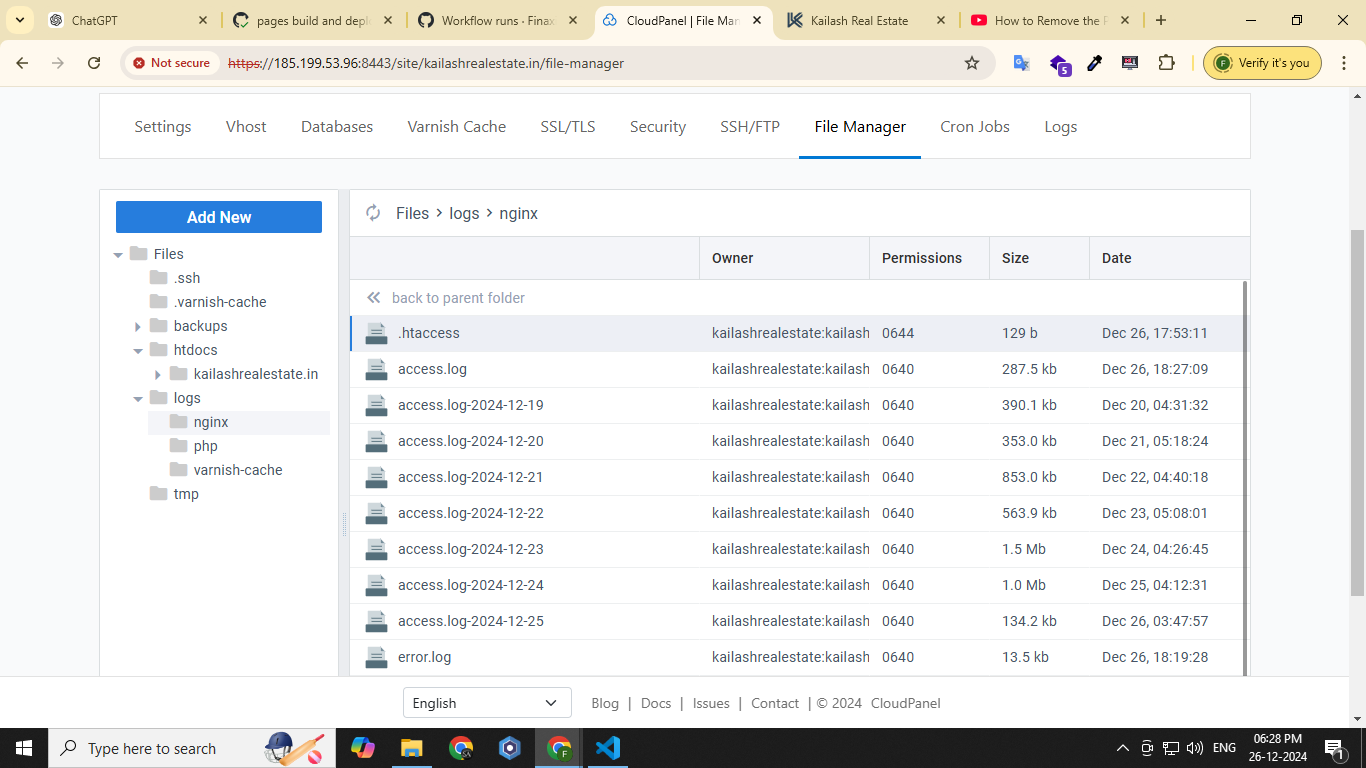 ChatGPT
pages build and depl
Workflow runs · Finax
CloudPanel | File Man
Kailash Real Estate
How to Remove the
Not secure https://185.199.53.96:8443/site/kailashrealestate.in/file-manager
5
Verify it's you
Settings Vhost Databases Varnish Cache SSL/TLS Security SSH/FTP File Manager Cron Jobs Logs
Add New
Files
.ssh
.varnish-cache
backups
htdocs
kailashrealestate.in
logs
nginx
php
varnish-cache
tmp
Files > logs > nginx
Owner Permissions Size Date
back to parent folder
.htaccess kailashrealestate:kailash 0644 129 b Dec 26, 17:53:11
access.log kailashrealestate:kailash 0640 287.5 kb Dec 26, 18:27:09
access.log-2024-12-19 kailashrealestate:kailash 0640 390.1 kb Dec 20, 04:31:32
access.log-2024-12-20 kailashrealestate:kailash 0640 353.0 kb Dec 21, 05:18:24
access.log-2024-12-21 kailashrealestate:kailash 0640 853.0 kb Dec 22, 04:40:18
access.log-2024-12-22 kailashrealestate:kailash 0640 563.9 kb Dec 23, 05:08:01
access.log-2024-12-23 kailashrealestate:kailash 0640 1.5 Mb Dec 24, 04:26:45
access.log-2024-12-24 kailashrealestate:kailash 0640 1.0 Mb Dec 25, 04:12:31
access.log-2024-12-25 kailashrealestate:kailash 0640 134.2 kb Dec 26, 03:47:57
error.log kailashrealestate:kailash 0640 13.5 kb Dec 26, 18:19:28
English
Blog | Docs | Issues | Contact | © 2024 CloudPanel
Type here to search
ENG
06:28 PM
26-12-2024
1